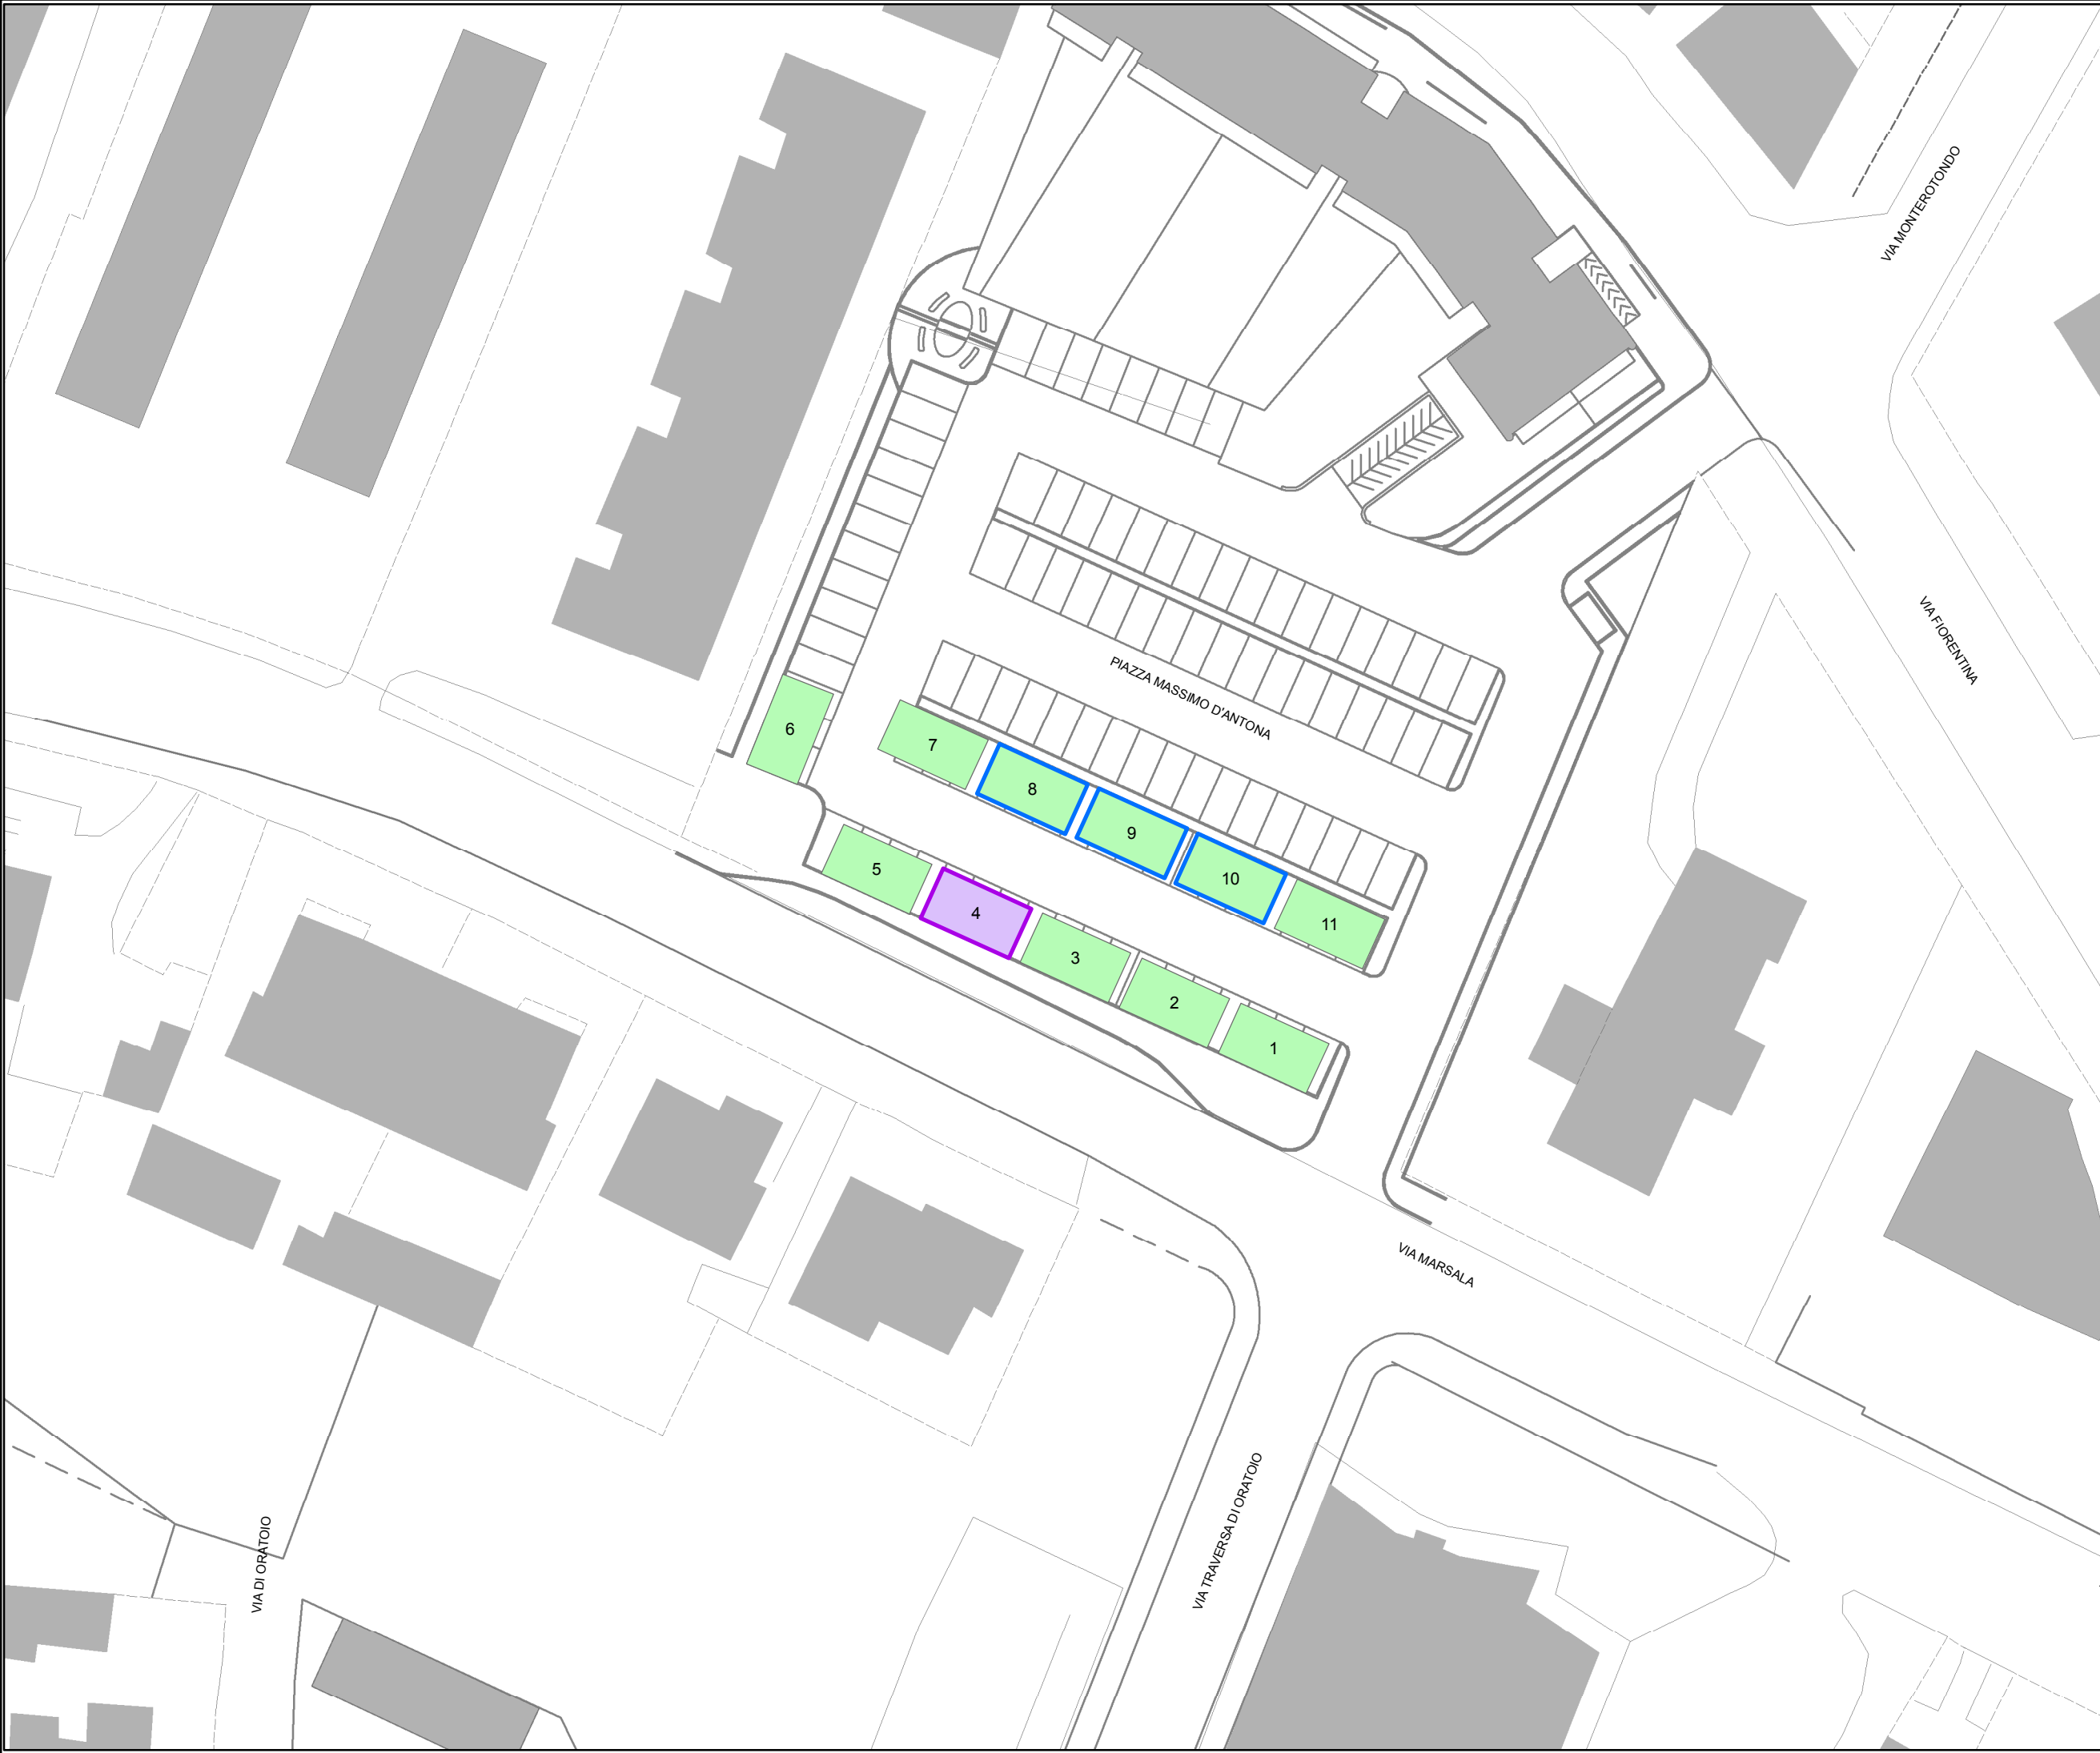 VIA MONTEROTONDO
VIA FIORENTINA
PIAZZA MASSIMO D'ANTONA
6
7
8
9
10
11
5
4
3
2
1
VIA MARSALA
VIA TRAVERSA DI ORATOIO
VIA DI ORATOIO